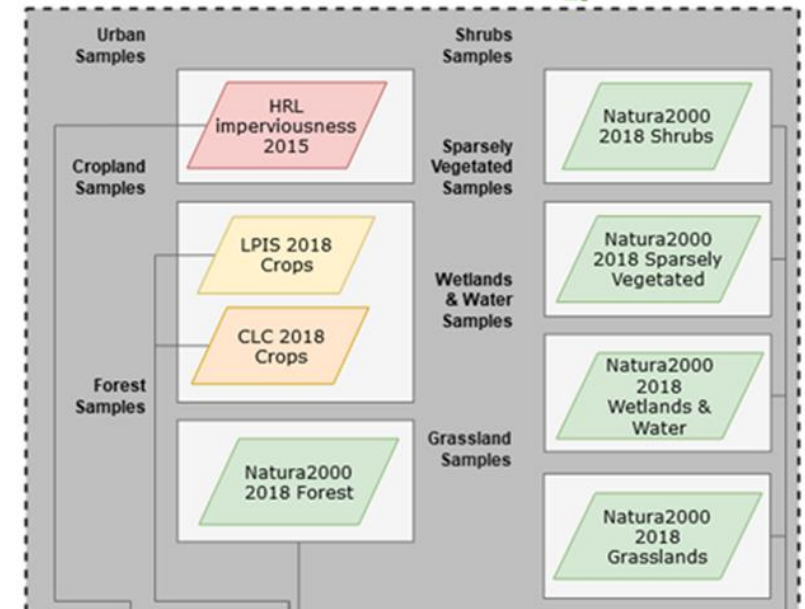 Urban
Samples
HRL
imperviousness
2015
Cropland
Samples
LPIS 2018
Crops
CLC 2018
Crops
Forest
Samples
Natura2000
2018 Forest
Shrubs
Samples
Natura2000
2018 Shrubs
Sparsely
Vegetated
Samples
Natura2000
2018 Sparsely
Vegetated
Wetlands
& Water
Samples
Natura2000
2018
Wetlands &
Water
Grassland
Samples
Natura2000
2018
Grasslands